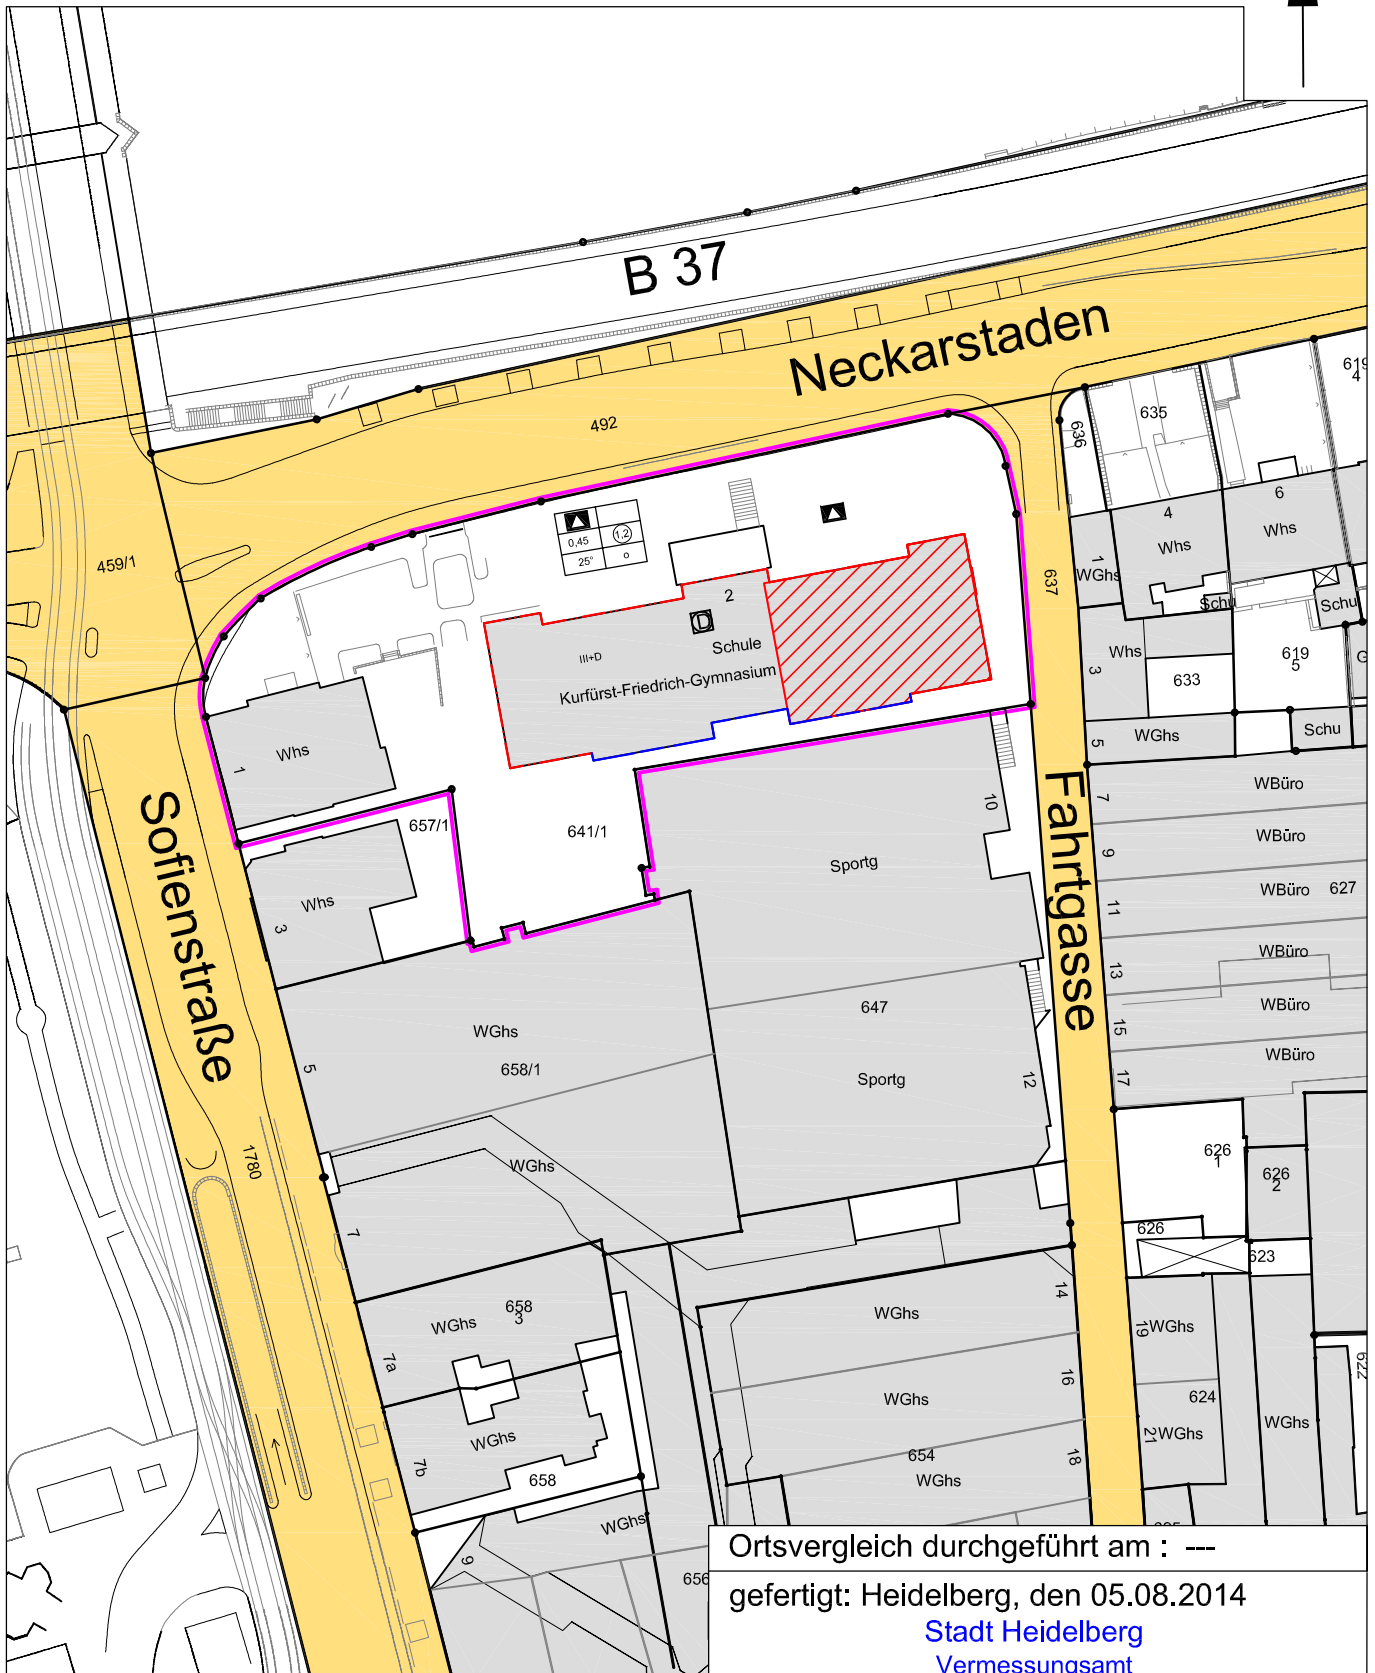 B 37
Neckarstaden
492
459/1
619
4
635
636
637
6
4
Whs
Whs
1
WGhs
Schu
Schu
619
5
Whs
3
633
G
5
WGhs
Schu
0,45
1,2
25°
o
2
D
III+D
Schule
Kurfürst-Friedrich-Gymnasium
Whs
1
657/1
641/1
Whs
3
Sofienstraße
Fahrtgasse
10
Sportg
647
Sportg
12
7
WBüro
9
WBüro
11
WBüro
627
13
WBüro
15
WBüro
17
WBüro
WGhs
658/1
5
WGhs
7
1780
626
1
626
2
626
623
622
658
3
WGhs
7a
WGhs
7b
658
WGhs
9
656
14
WGhs
16
WGhs
18
654
WGhs
19
WGhs
624
21
WGhs
WGhs
Ortsvergleich durchgeführt am : ---
gefertigt: Heidelberg, den 05.08.2014
Stadt Heidelberg
Vermessungsamt